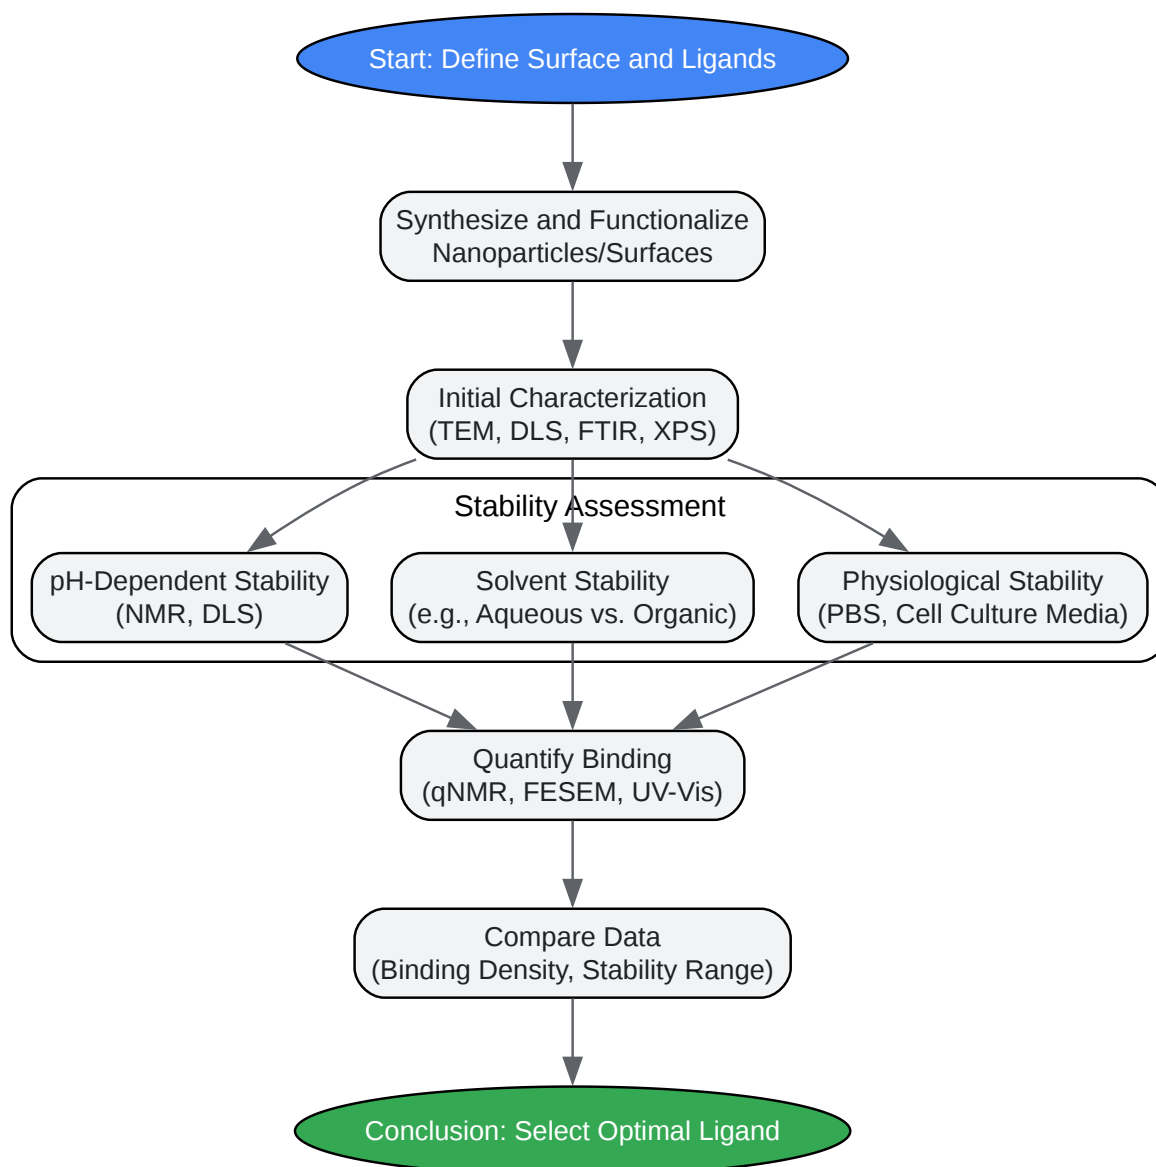 Start: Define Surface and Ligands
Synthesize and Functionalize
Nanoparticles/Surfaces
Initial Characterization
(TEM, DLS, FTIR, XPS)
Stability Assessment
pH-Dependent Stability
(NMR, DLS)
Solvent Stability
(e.g., Aqueous vs. Organic)
Physiological Stability
(PBS, Cell Culture Media)
Quantify Binding
(qNMR, FESEM, UV-Vis)
Compare Data
(Binding Density, Stability Range)
Conclusion: Select Optimal Ligand